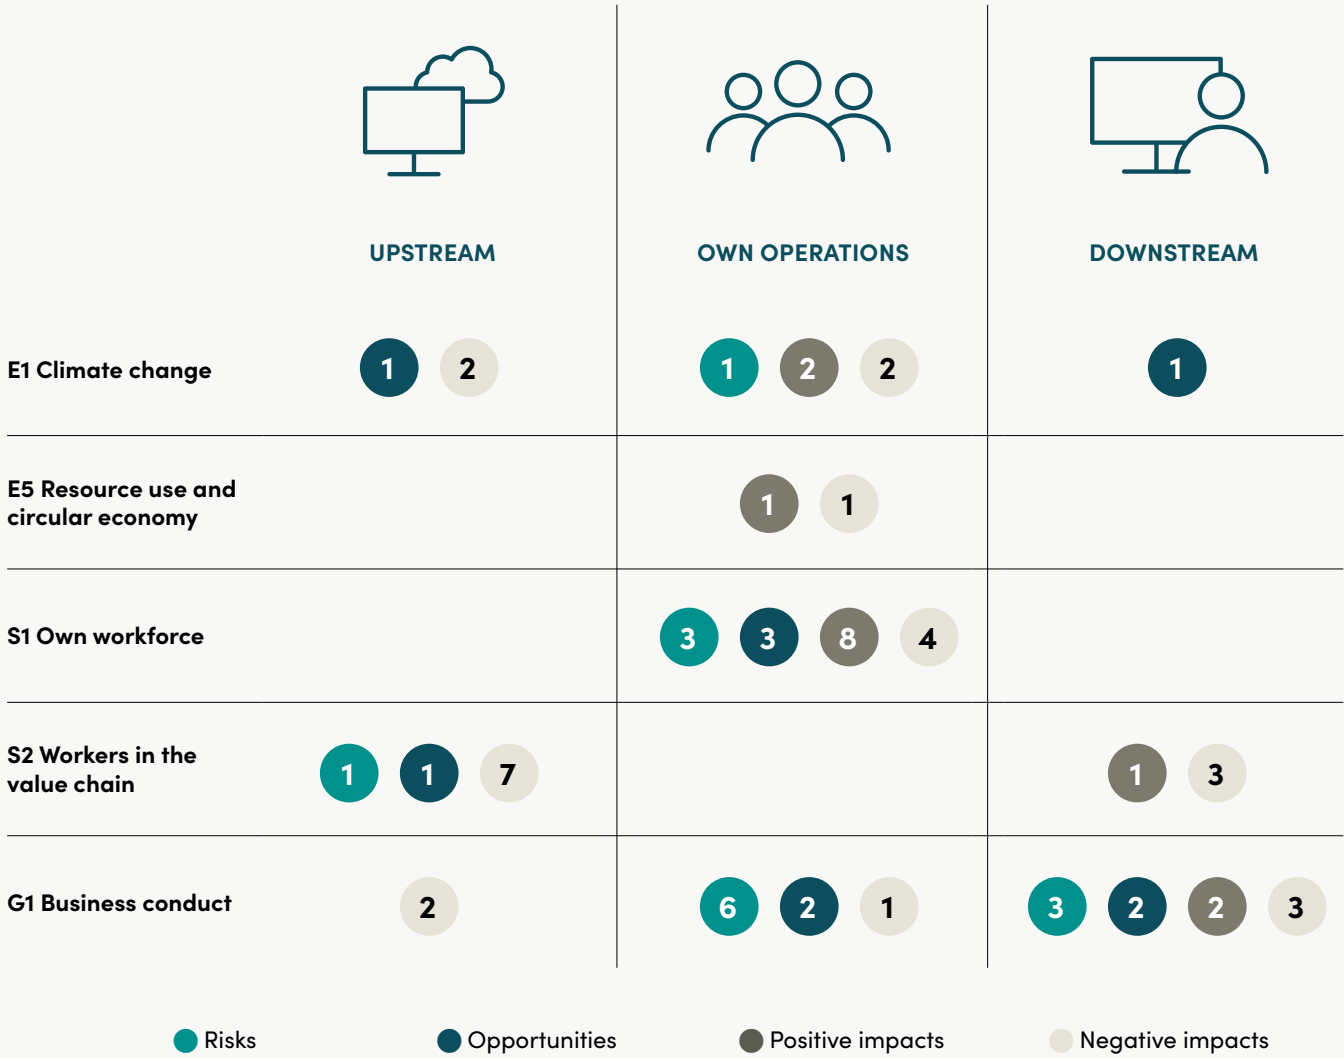 UPSTREAM OWN OPERATIONS DOWNSTREAM
E1 Climate change 1 2 1 2 2 1
E5 Resource use and
circular economy 1 1
S1 Own workforce 3 3 8 4
S2 Workers in the
value chain 1 1 7 1 3
G1 Business conduct 2 6 2 1 3 2 2 3
Risks Opportunities Positive impacts Negative impacts